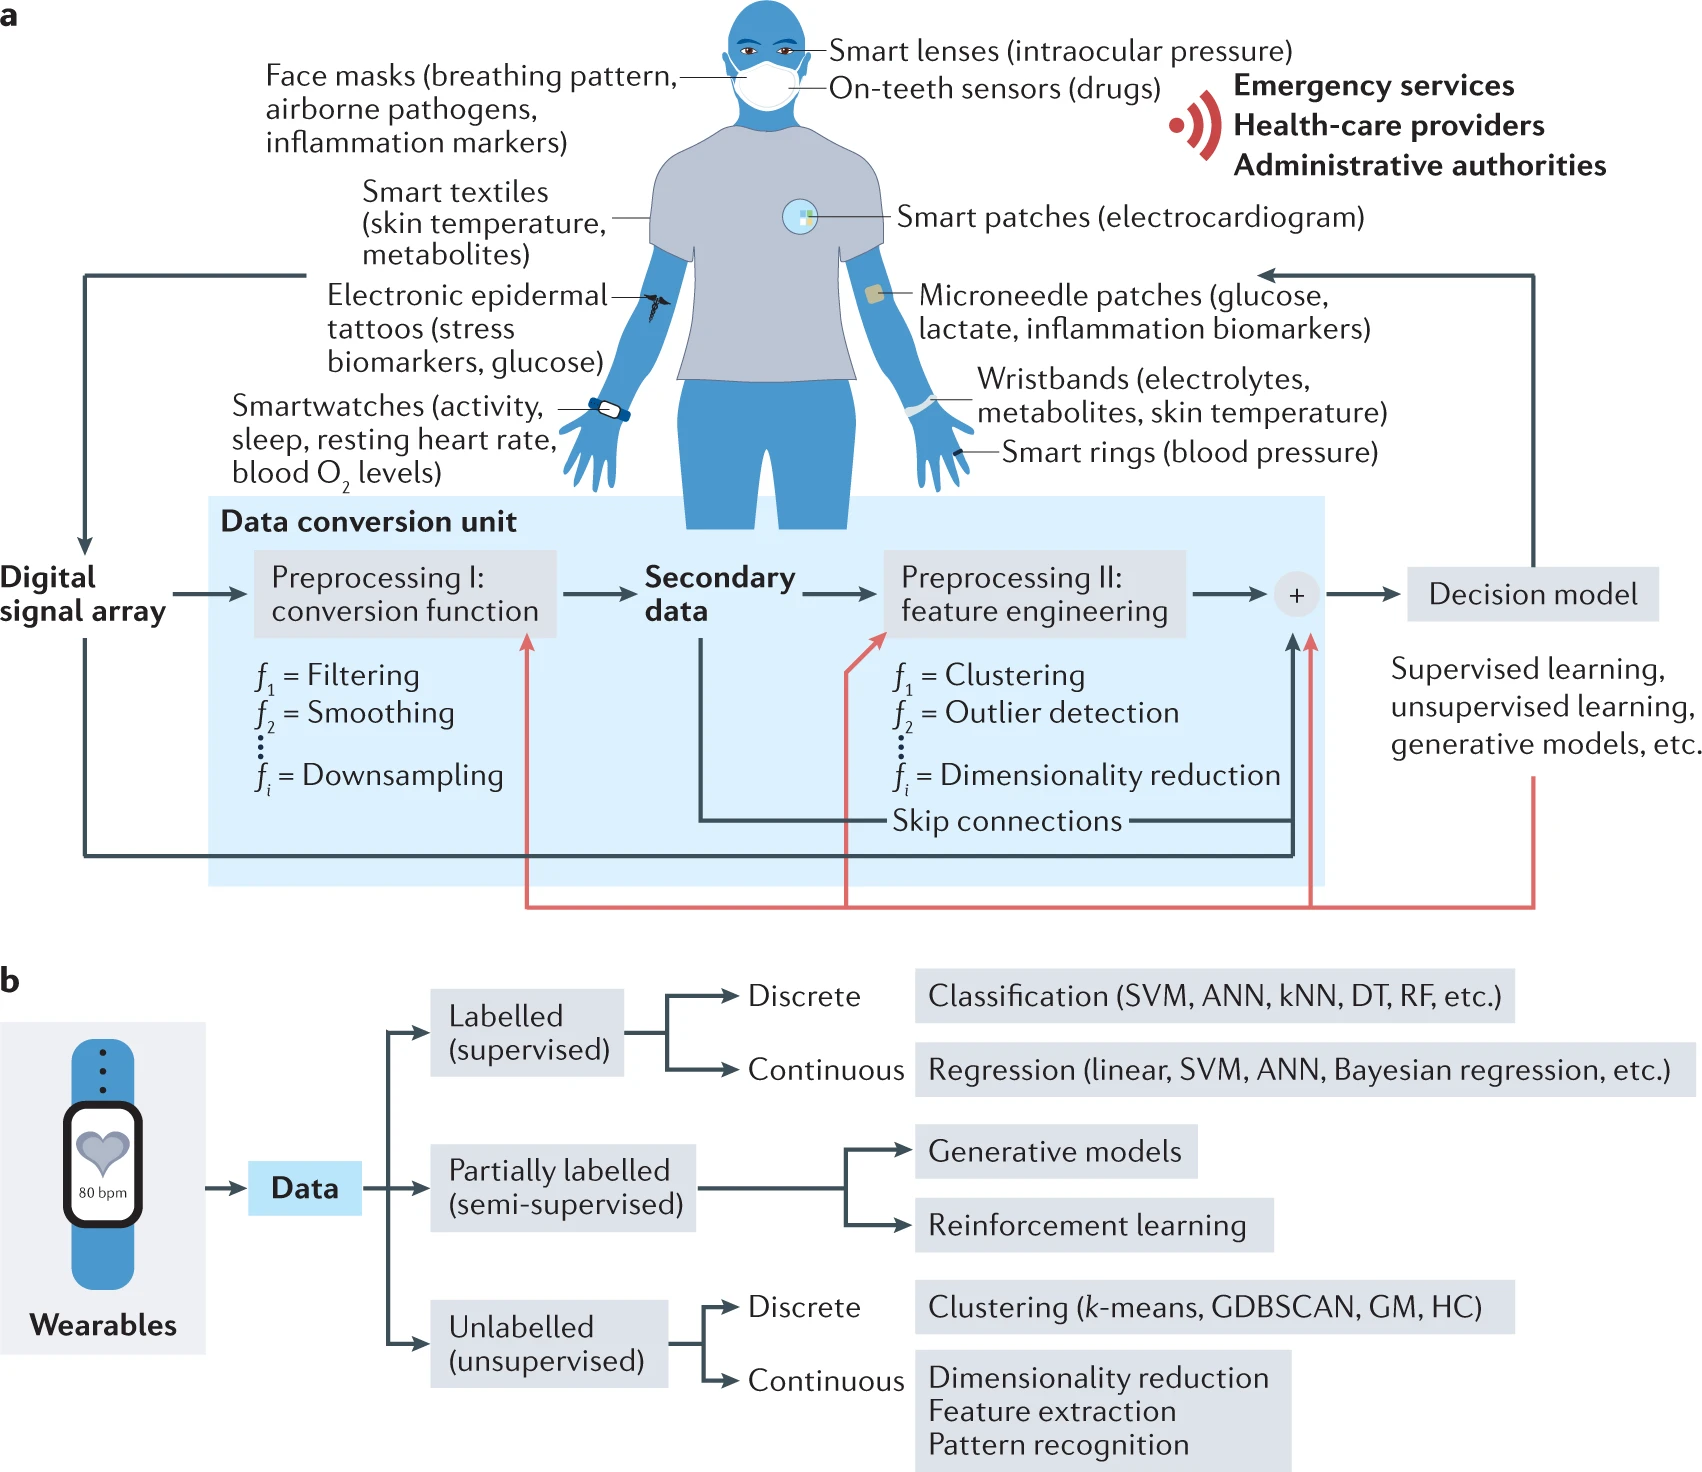 a
Smart lenses (intraocular pressure)
Face masks (breathing pattern,
airborne pathogens,
inflammation markers)
On-teeth sensors (drugs)
Emergency services
Health-care providers
Administrative authorities
Smart textiles
(skin temperature,
metabolites)
Smart patches (electrocardiogram)
Electronic epidermal
tattoos (stress
biomarkers, glucose)
Microneedle patches (glucose,
lactate, inflammation biomarkers)
Smartwatches (activity,
sleep, resting heart rate,
blood O2 levels)
Wristbands (electrolytes,
metabolites, skin temperature)
Smart rings (blood pressure)
Data conversion unit
Digital
signal array
Preprocessing I:
conversion function
Secondary
data
Preprocessing II:
feature engineering
+
Decision model
f1 = Filtering
f2 = Smoothing
fi = Downsampling
f1 = Clustering
f2 = Outlier detection
fi = Dimensionality reduction
Supervised learning,
unsupervised learning,
generative models, etc.
Skip connections
b
80 bpm
Wearables
Data
Labelled
(supervised)
Discrete
Classification (SVM, ANN, kNN, DT, RF, etc.)
Continuous
Regression (linear, SVM, ANN, Bayesian regression, etc.)
Partially labelled
(semi-supervised)
Generative models
Reinforcement learning
Unlabelled
(unsupervised)
Discrete
Clustering (k-means, GDBSCAN, GM, HC)
Continuous
Dimensionality reduction
Feature extraction
Pattern recognition